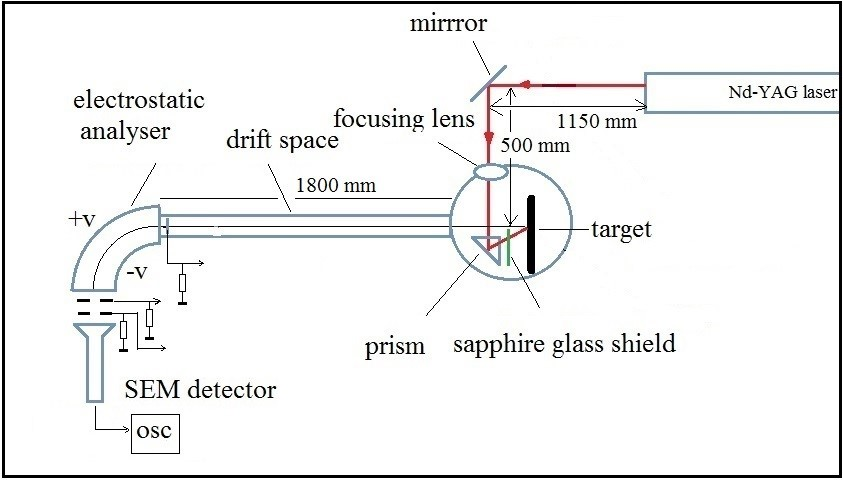 mirrror
Nd-YAG laser
electrostatic
analyser
focusing lens
1150 mm
drift space
500 mm
1800 mm
+v
target
-v
prism
sapphire glass shield
SEM detector
osc